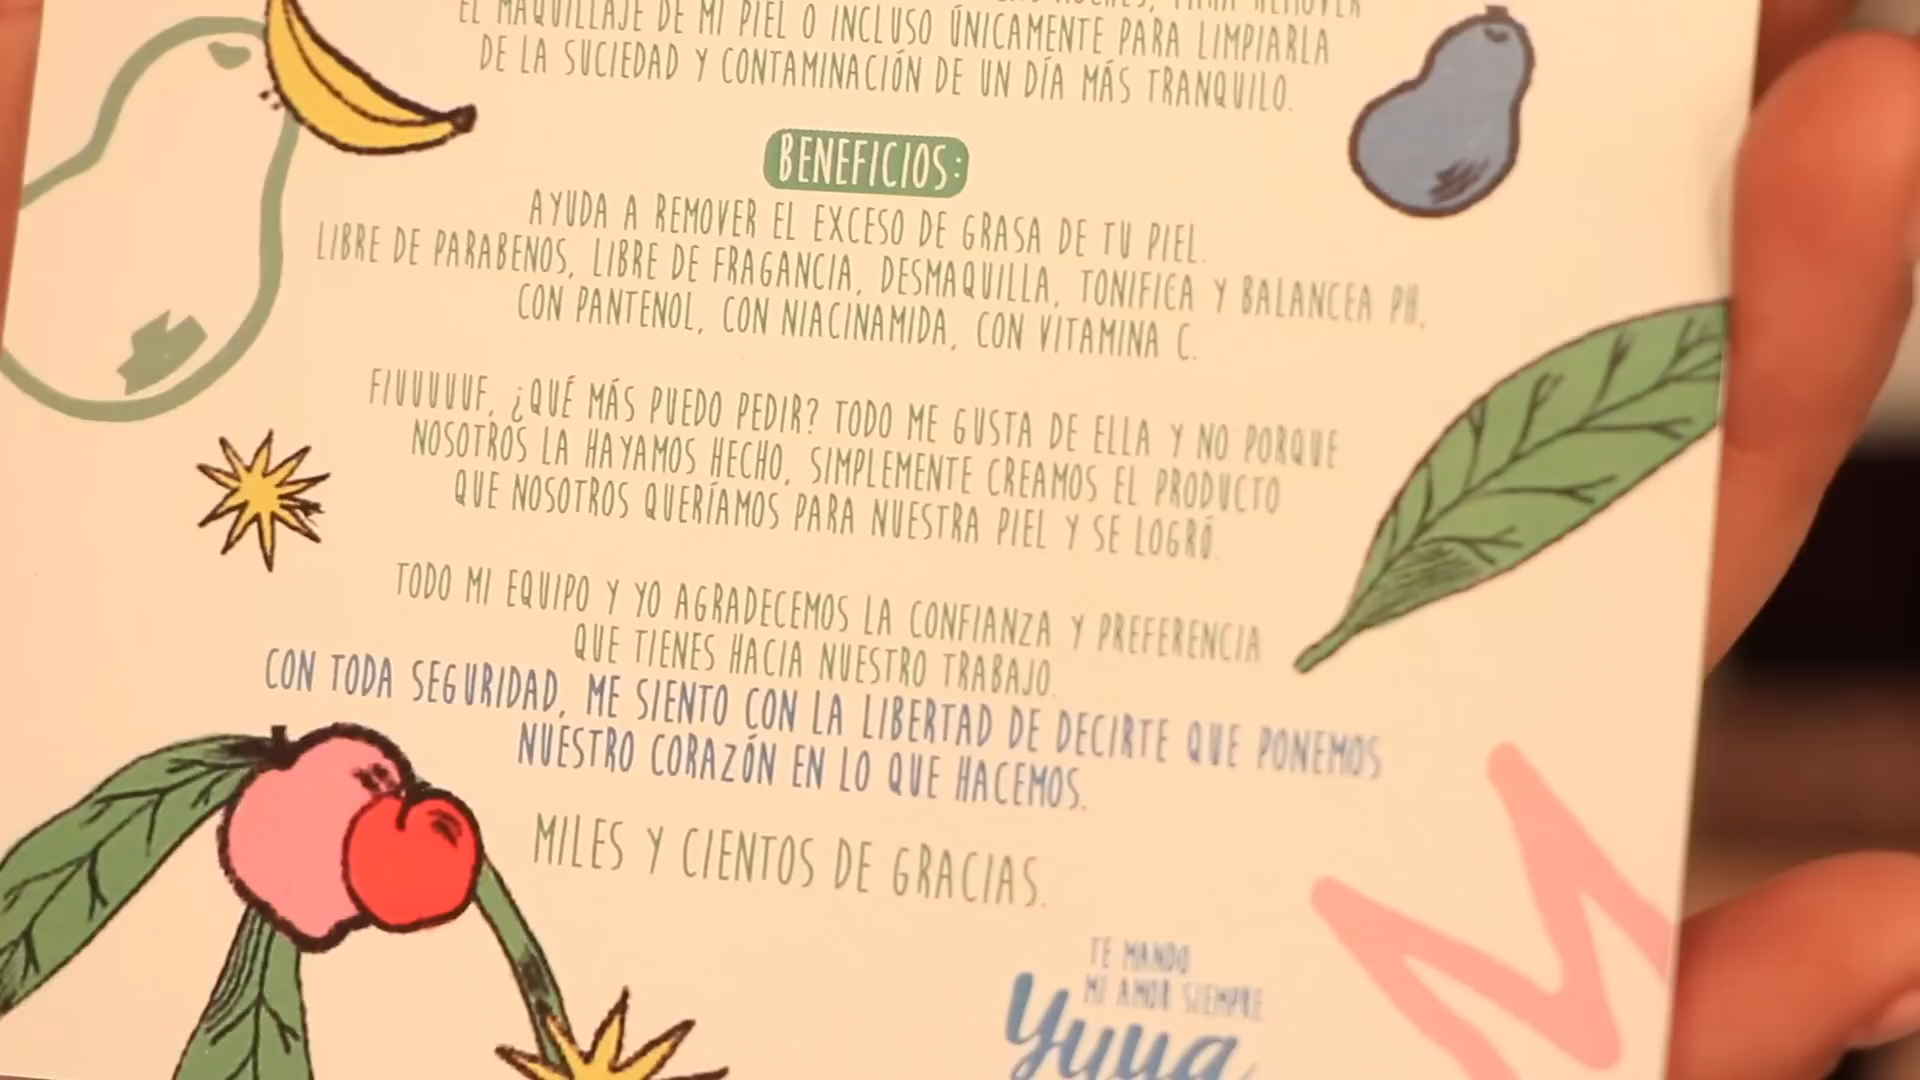 REMOVER
EL MAQUILLAJE DE MI PIEL O INCLUSO ÚNICAMENTE PARA LIMPIARLA
DE LA SUCIEDAD Y CONTAMINACIÓN DE UN DÍA MÁS TRANQUILO.
BENEFICIOS:
AYUDA A REMOVER EL EXCESO DE GRASA DE TU PIEL.
LIBRE DE PARABENOS, LIBRE DE FRAGANCIA, DESMAQUILLA, TONIFICA Y BALANCEA PH,
CON PANTENOL, CON NIACINAMIDA, CON VITAMINA C.
FIUUUUUF, ¿QUÉ MÁS PUEDO PEDIR? TODO ME GUSTA DE ELLA Y NO PORQUE
NOSOTROS LA HAYAMOS HECHO, SIMPLEMENTE CREAMOS EL PRODUCTO
QUE NOSOTROS QUERÍAMOS PARA NUESTRA PIEL Y SE LOGRÓ.
TODO MI EQUIPO Y YO AGRADECEMOS LA CONFIANZA Y PREFERENCIA
QUE TIENES HACIA NUESTRO TRABAJO.
CON TODA SEGURIDAD, ME SIENTO CON LA LIBERTAD DE DECIRTE QUE PONEMOS
NUESTRO CORAZÓN EN LO QUE HACEMOS.
MILES Y CIENTOS DE GRACIAS.
TE MANDO
MI AMOR SIEMPRE
Yuya
M